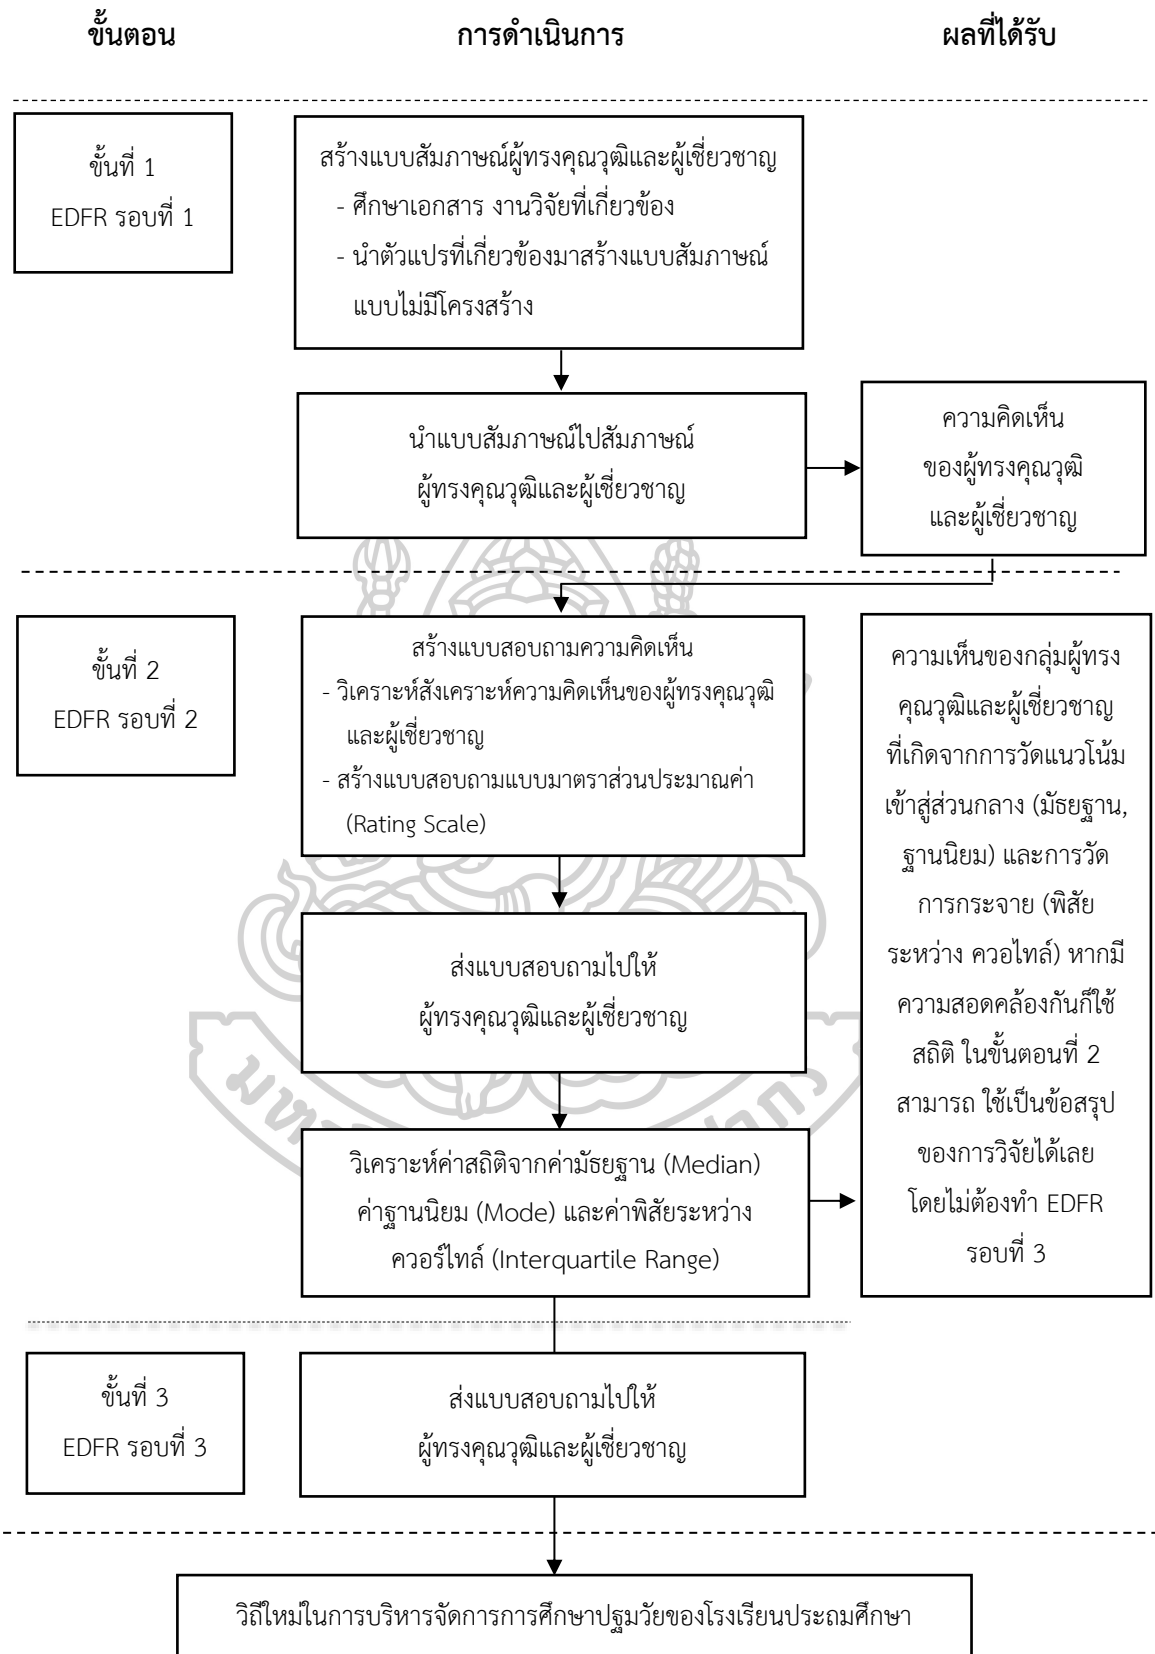 ขั้นตอน การดำเนินการ ผลที่ได้รับ
ขั้นที่ 1
EDFR รอบที่ 1
สร้างแบบสัมภาษณ์ผู้ทรงคุณวุฒิและผู้เชี่ยวชาญ
- ศึกษาเอกสาร งานวิจัยที่เกี่ยวข้อง
- นำตัวแปรที่เกี่ยวข้องมาสร้างแบบสัมภาษณ์
แบบไม่มีโครงสร้าง
นำแบบสัมภาษณ์ไปสัมภาษณ์
ผู้ทรงคุณวุฒิและผู้เชี่ยวชาญ
ความคิดเห็น
ของผู้ทรงคุณวุฒิ
และผู้เชี่ยวชาญ
ขั้นที่ 2
EDFR รอบที่ 2
สร้างแบบสอบถามความคิดเห็น
- วิเคราะห์สังเคราะห์ความคิดเห็นของผู้ทรงคุณวุฒิ
และผู้เชี่ยวชาญ
- สร้างแบบสอบถามแบบมาตราส่วนประมาณค่า
(Rating Scale)
ส่งแบบสอบถามไปให้
ผู้ทรงคุณวุฒิและผู้เชี่ยวชาญ
วิเคราะห์ค่าสถิติจากค่ามัธยฐาน (Median)
ค่าฐานนิยม (Mode) และค่าพิสัยระหว่าง
ควอร์ไทล์ (Interquartile Range)
ความเห็นของกลุ่มผู้ทรง
คุณวุฒิและผู้เชี่ยวชาญ
ที่เกิดจากการวัดแนวโน้ม
เข้าสู่ส่วนกลาง (มัธยฐาน,
ฐานนิยม) และการวัด
การกระจาย (พิสัย
ระหว่าง ควอไทล์) หากมี
ความสอดคล้องกันก็ใช้
สถิติ ในขั้นตอนที่ 2
สามารถ ใช้เป็นข้อสรุป
ของการวิจัยได้เลย
โดยไม่ต้องทำ EDFR
รอบที่ 3
ขั้นที่ 3
EDFR รอบที่ 3
ส่งแบบสอบถามไปให้
ผู้ทรงคุณวุฒิและผู้เชี่ยวชาญ
วิถีใหม่ในการบริหารจัดการการศึกษาปฐมวัยของโรงเรียนประถมศึกษา